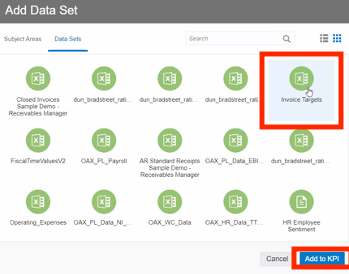 Add Data Set
Subject Areas Data Sets Search
Closed Invoices
Sample Demo -
Receivables Manager
dun_bradstreet_rati...
dun_bradstreet_rati...
dun_bradstreet_rati...
Invoice Targets
FiscalTimeValuesV2
OAX_PL_Payroll
AR Standard Receipts
Sample Demo -
Receivables Manager
OAX_PL_Data_EBI...
dun_bradstreet_rati...
Operating_Expenses
OAX_PL_Data_NI_...
OAX_WC_Data
OAX_HR_Data_TT...
HR Employee
Sentiment
Cancel Add to KPI